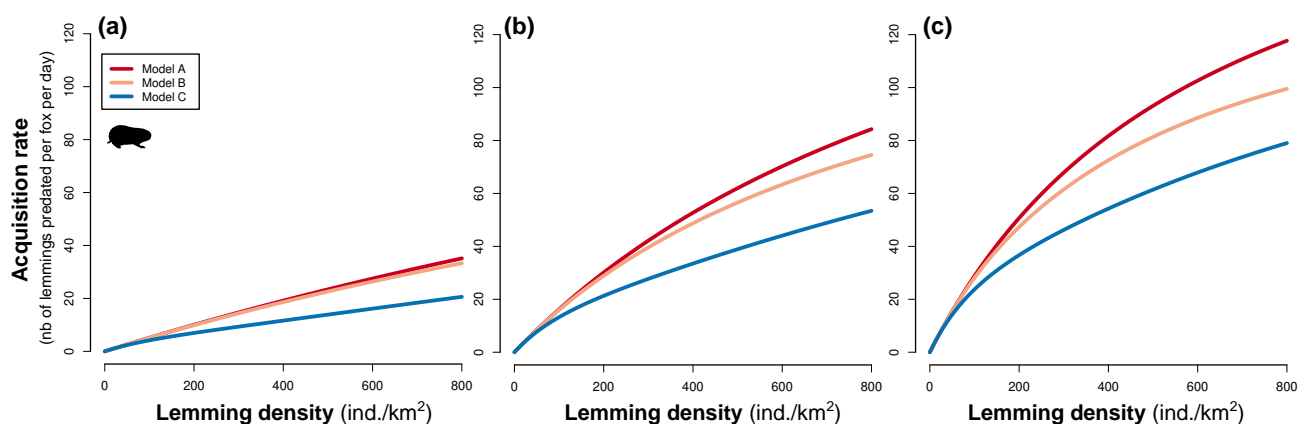 (a)
(b)
(c)
Acquisition rate
(nb of lemmings predated per fox per day)
120
100
80
60
40
20
0
Model A
Model B
Model C
0 200 400 600 800
Lemming density (ind./km²)
120
100
80
60
40
20
0
0 200 400 600 800
Lemming density (ind./km²)
120
100
80
60
40
20
0
0 200 400 600 800
Lemming density (ind./km²)